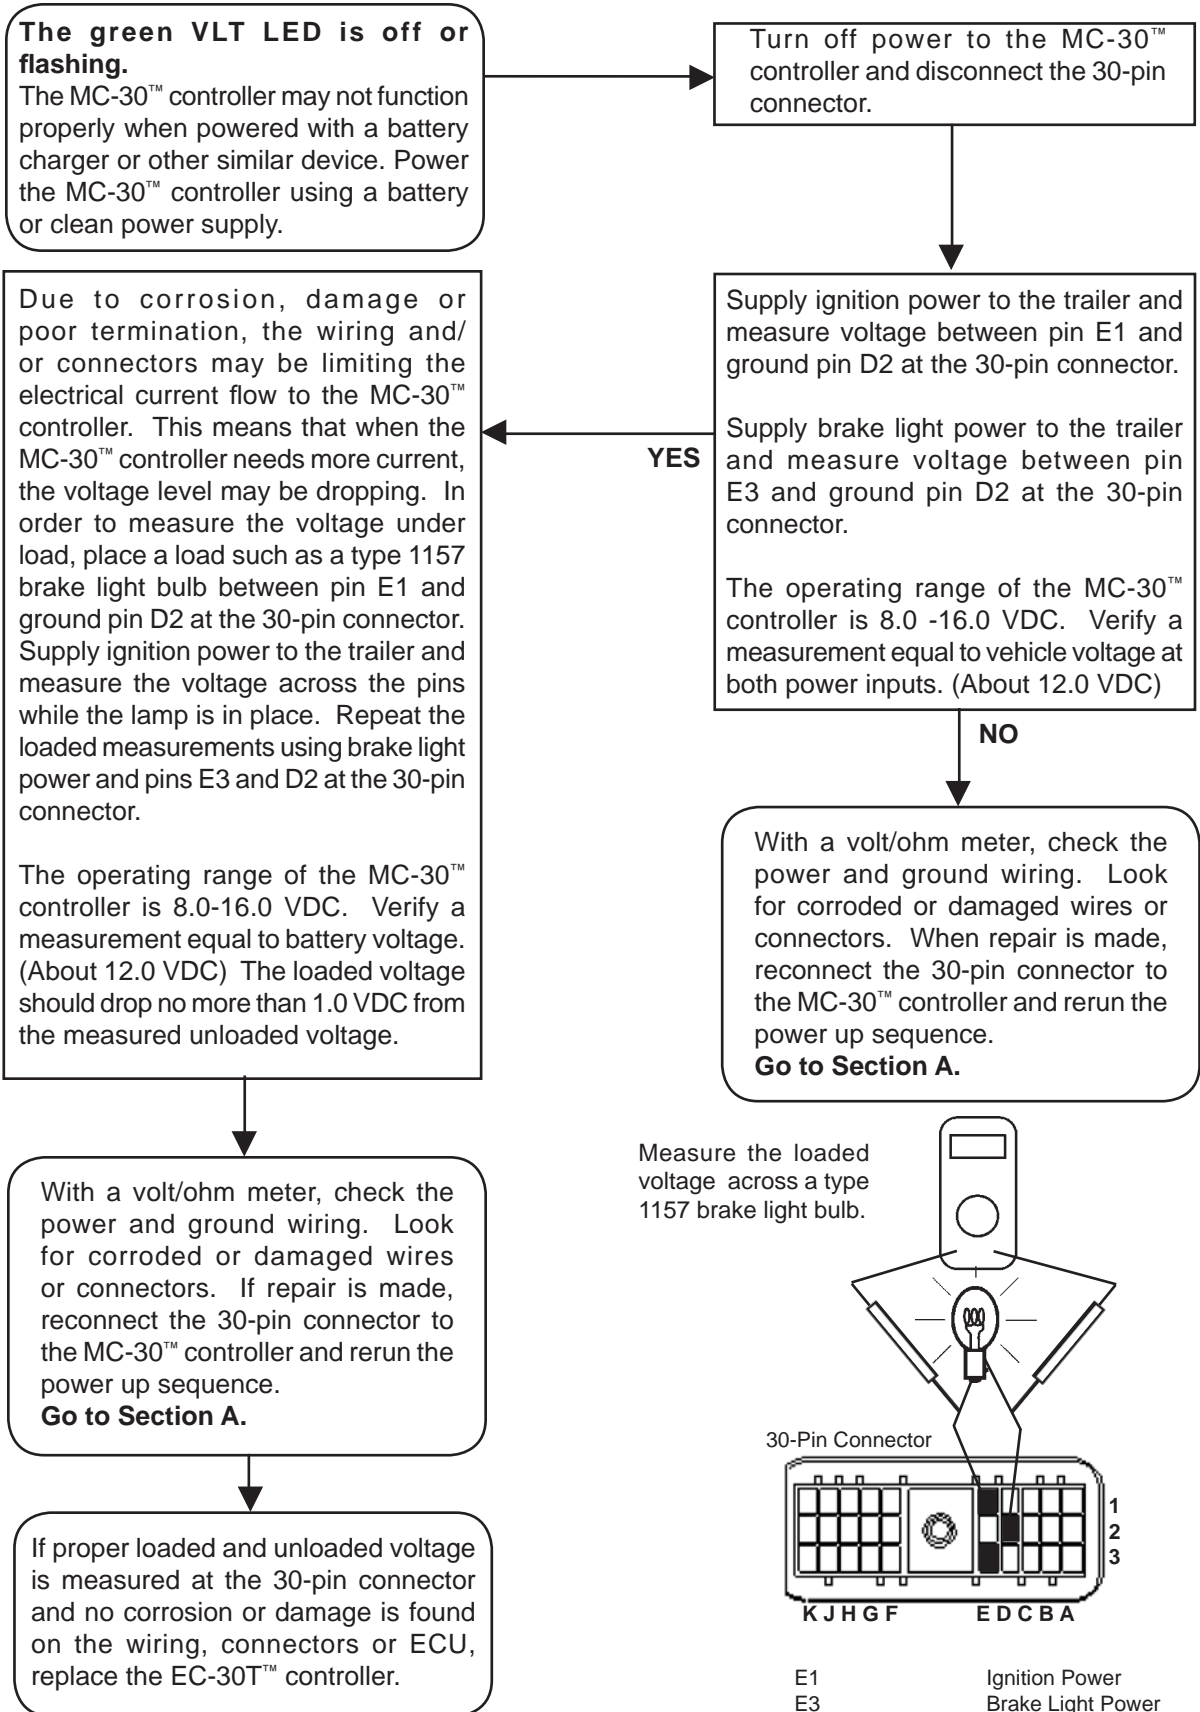 The green VLT LED is off or
flashing.
The MC-30™ controller may not function
properly when powered with a battery
charger or other similar device. Power
the MC-30™ controller using a battery
or clean power supply.
Turn off power to the MC-30™
controller and disconnect the 30-pin
connector.
Supply ignition power to the trailer and
measure voltage between pin E1 and
ground pin D2 at the 30-pin connector.
Supply brake light power to the trailer
and measure voltage between pin
E3 and ground pin D2 at the 30-pin
connector.
The operating range of the MC-30™
controller is 8.0 -16.0 VDC. Verify a
measurement equal to vehicle voltage at
both power inputs. (About 12.0 VDC)
YES
Due to corrosion, damage or
poor termination, the wiring and/
or connectors may be limiting the
electrical current flow to the MC-30™
controller. This means that when the
MC-30™ controller needs more current,
the voltage level may be dropping. In
order to measure the voltage under
load, place a load such as a type 1157
brake light bulb between pin E1 and
ground pin D2 at the 30-pin connector.
Supply ignition power to the trailer and
measure the voltage across the pins
while the lamp is in place. Repeat the
loaded measurements using brake light
power and pins E3 and D2 at the 30-pin
connector.
The operating range of the MC-30™
controller is 8.0-16.0 VDC. Verify a
measurement equal to battery voltage.
(About 12.0 VDC) The loaded voltage
should drop no more than 1.0 VDC from
the measured unloaded voltage.
NO
With a volt/ohm meter, check the
power and ground wiring. Look
for corroded or damaged wires or
connectors. When repair is made,
reconnect the 30-pin connector to
the MC-30™ controller and rerun the
power up sequence.
Go to Section A.
With a volt/ohm meter, check the
power and ground wiring. Look
for corroded or damaged wires
or connectors. If repair is made,
reconnect the 30-pin connector to
the MC-30™ controller and rerun the
power up sequence.
Go to Section A.
If proper loaded and unloaded voltage
is measured at the 30-pin connector
and no corrosion or damage is found
on the wiring, connectors or ECU,
replace the EC-30T™ controller.
Measure the loaded
voltage across a type
1157 brake light bulb.
30-Pin Connector
1
2
3
K J H G F E D C B A
E1 Ignition Power
E3 Brake Light Power